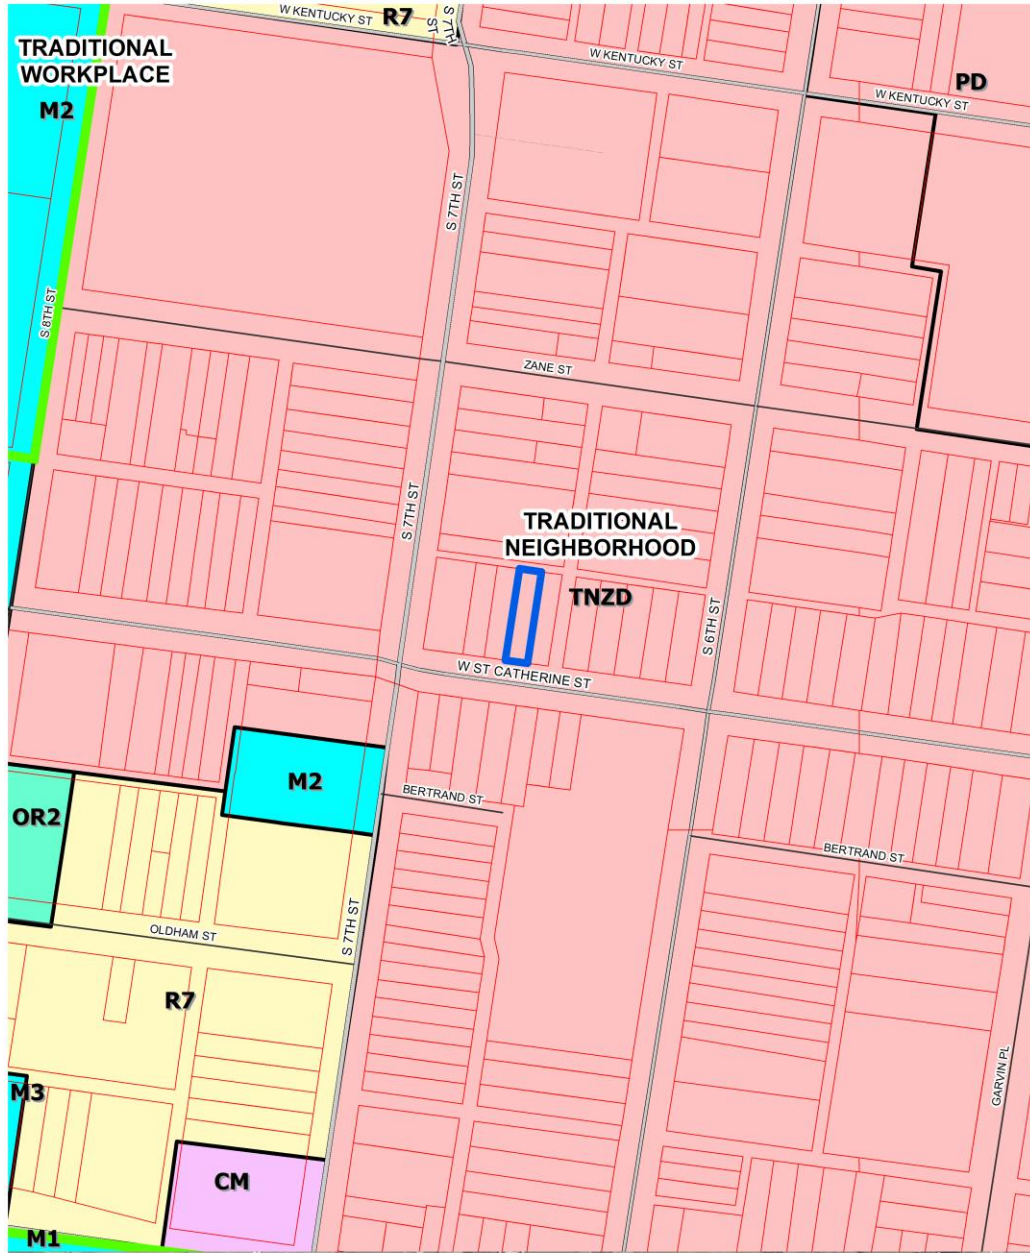 W KENTUCKY ST
R7
ST
S 7TH
TRADITIONAL
WORKPLACE
M2
W KENTUCKY ST
PD
W KENTUCKY ST
S 7TH ST
S 8TH ST
ZANE ST
S 7TH ST
TRADITIONAL
NEIGHBORHOOD
TNZD
S 6TH ST
W ST CATHERINE ST
M2
BERTRAND ST
OR2
BERTRAND ST
OLDHAM ST
S 7TH ST
R7
GARVIN PL
M3
CM
M1